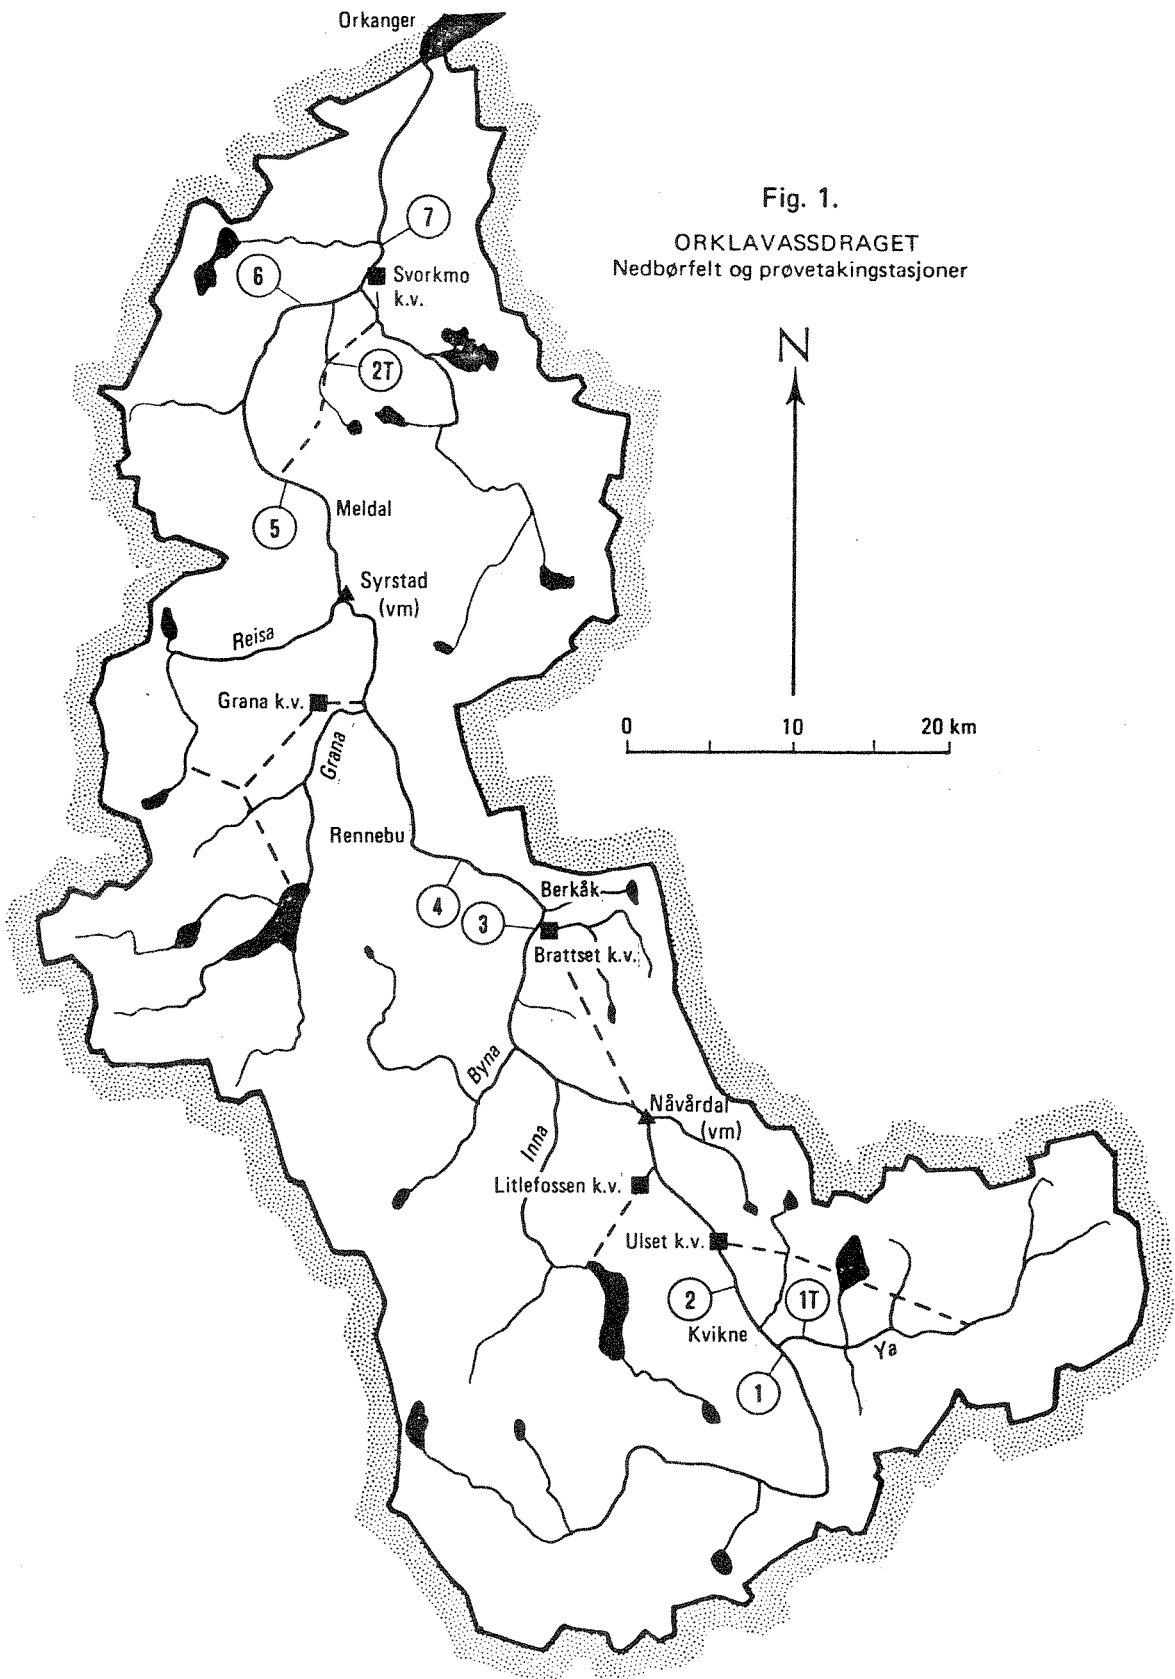 Orkanger
Fig. 1.
ORKLAVASSDRAGET
Nedbørfelt og prøvetakingstasjoner
7
6
Svorkmo
k.v.
N
2T
5
Meldal
Syrstad
(vm)
Reisa
Grana k.v.
0 10 20 km
Grana
Rennebu
4
3
Berkåk
Brattset k.v.
Byna
Nåvårdal
(vm)
Inna
Litlefossen k.v.
Ulset k.v.
2
1T
Kvikne
Ya
1